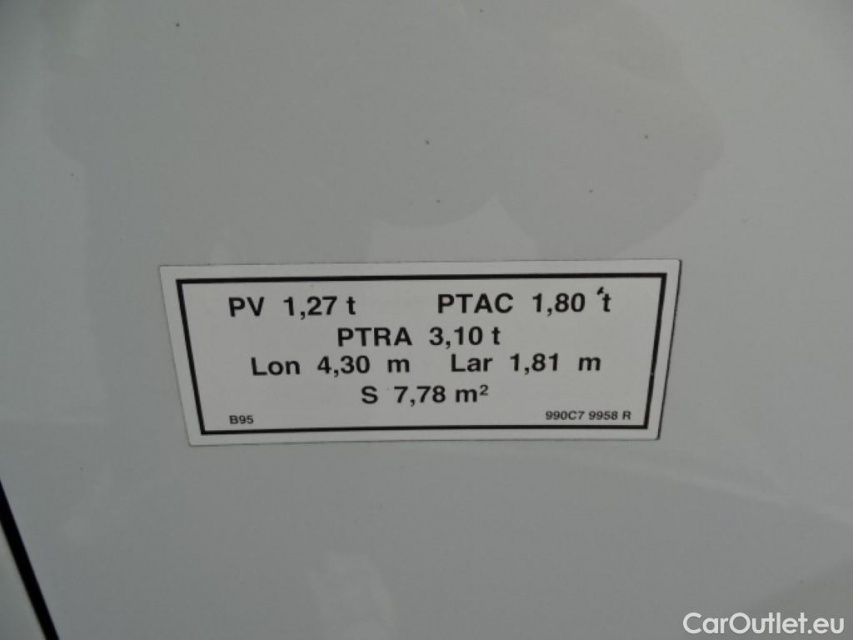 PV 1,27 t PTAC 1,80 t
PTRA 3,10 t
Lon 4,30 m Lar 1,81 m
S 7,78 m²
B95 990C7 9958 R
CarOutlet.eu